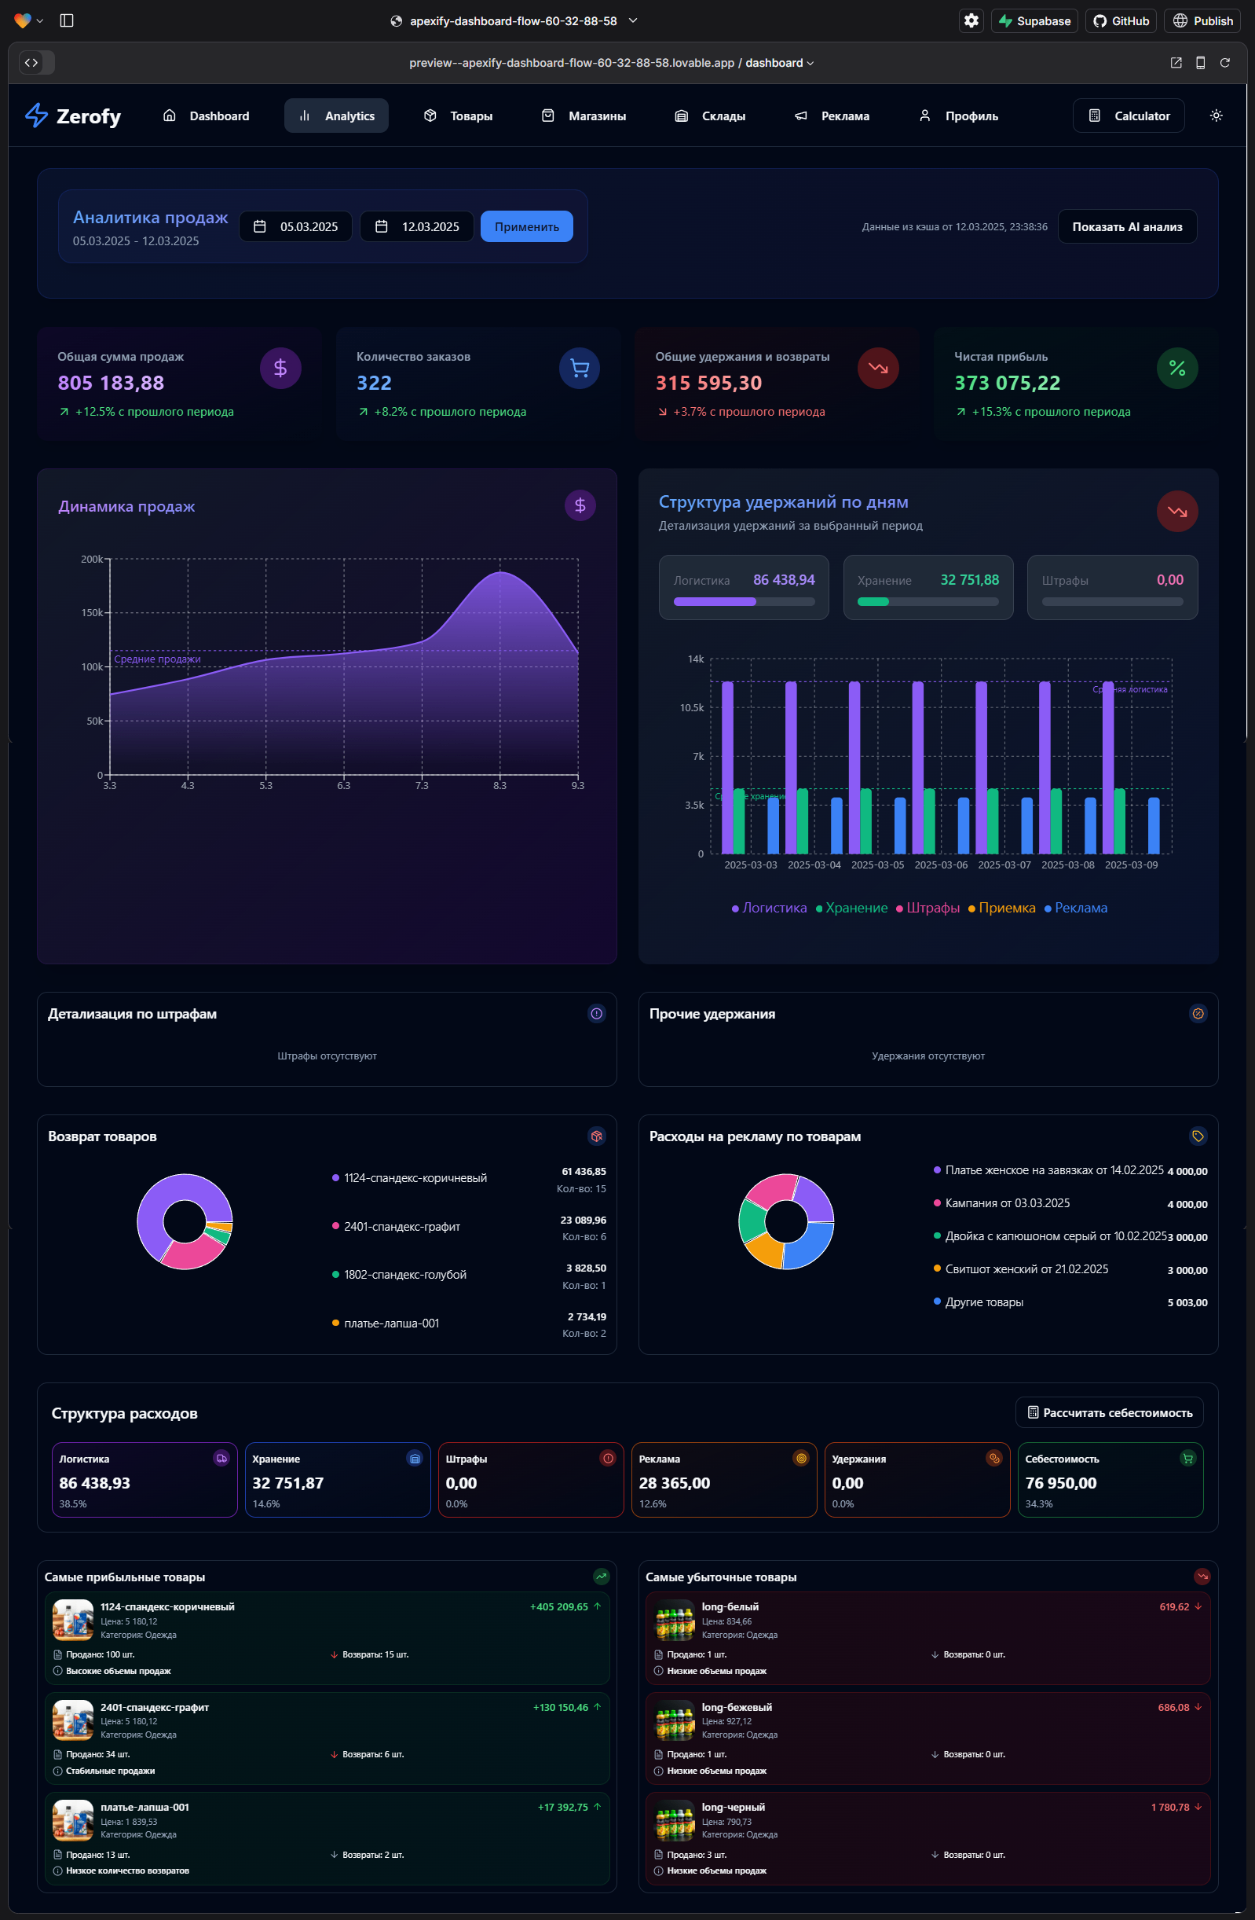 apexify-dashboard-flow-60-32-88-58
Supabase
GitHub
Publish
preview--apexify-dashboard-flow-60-32-88-58.lovable.app / dashboard
Zerofy
Dashboard
Analytics
Товары
Магазины
Склады
Реклама
Профиль
Calculator
Аналитика продаж
05.03.2025 - 12.03.2025
05.03.2025
12.03.2025
Применить
Данные из кэша от 12.03.2025, 23:38:36
Показать AI анализ
Общая сумма продаж
805 183,88
+12.5% с прошлого периода
Количество заказов
322
+8.2% с прошлого периода
Общие удержания и возвраты
315 595,30
+3.7% с прошлого периода
Чистая прибыль
373 075,22
+15.3% с прошлого периода
Динамика продаж
200k
150k
100k
50k
0
Средние продажи
3.3
4.3
5.3
6.3
7.3
8.3
9.3
Структура удержаний по дням
Детализация удержаний за выбранный период
Логистика 86 438,94
Хранение 32 751,88
Штрафы 0,00
14k
10.5k
7k
3.5k
0
логистика
2025-03-03
2025-03-04
2025-03-05
2025-03-06
2025-03-07
2025-03-08
2025-03-09
Логистика
Хранение
Штрафы
Приемка
Реклама
Детализация по штрафам
Штрафы отсутствуют
Прочие удержания
Удержания отсутствуют
Возврат товаров
1124-спандекс-коричневый
61 436,85
Кол-во: 15
2401-спандекс-графит
23 089,96
Кол-во: 6
1802-спандекс-голубой
3 828,50
Кол-во: 1
платье-лапша-001
2 734,19
Кол-во: 2
Расходы на рекламу по товарам
Платье женское на завязках от 14.02.2025 4 000,00
Кампания от 03.03.2025 4 000,00
Двойка с капюшоном серый от 10.02.2025 3 000,00
Свитшот женский от 21.02.2025 3 000,00
Другие товары 5 003,00
Структура расходов
Рассчитать себестоимость
Логистика
86 438,93
38.5%
Хранение
32 751,87
14.6%
Штрафы
0,00
0.0%
Реклама
28 365,00
12.6%
Удержания
0,00
0.0%
Себестоимость
76 950,00
34.3%
Самые прибыльные товары
1124-спандекс-коричневый
+405 209,65
Цена: 5 180,12
Категория: Одежда
Продано: 100 шт.
Возвраты: 15 шт.
Высокие объемы продаж
2401-спандекс-графит
+130 150,46
Цена: 5 180,12
Категория: Одежда
Продано: 34 шт.
Возвраты: 6 шт.
Стабильные продажи
платье-лапша-001
+17 392,75
Цена: 1 839,53
Категория: Одежда
Продано: 13 шт.
Возвраты: 2 шт.
Низкое количество возвратов
Самые убыточные товары
long-белый
619,62
Цена: 834,66
Категория: Одежда
Продано: 1 шт.
Возвраты: 0 шт.
Низкие объемы продаж
long-бежевый
686,08
Цена: 927,12
Категория: Одежда
Продано: 1 шт.
Возвраты: 0 шт.
Низкие объемы продаж
long-черный
1 780,78
Цена: 790,73
Категория: Одежда
Продано: 3 шт.
Возвраты: 0 шт.
Низкие объемы продаж